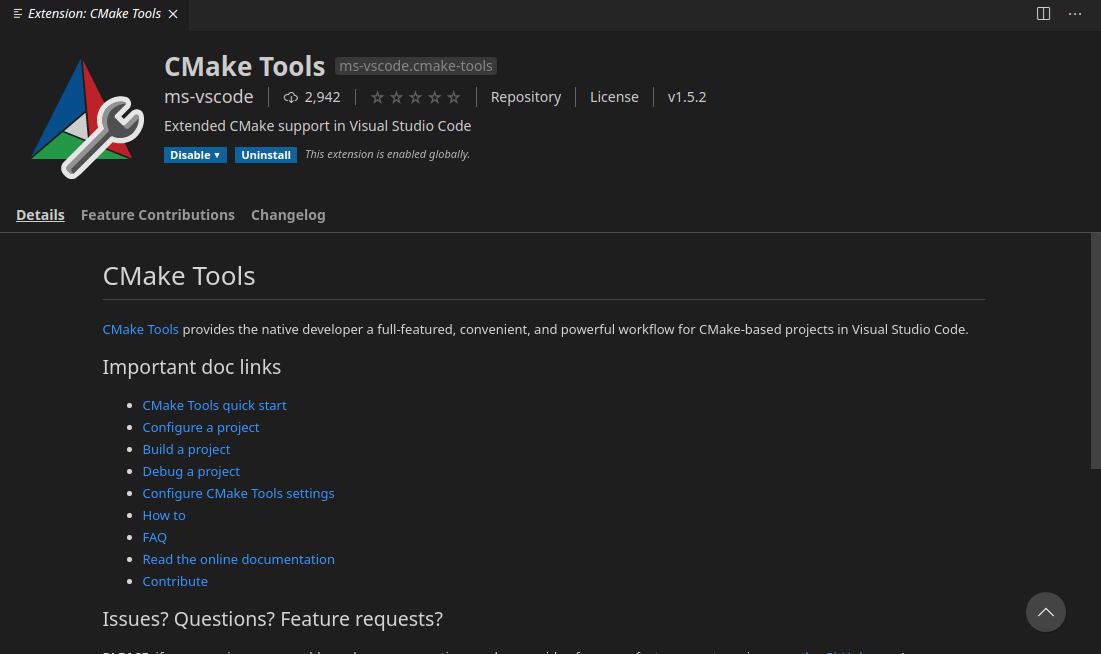 Extension: CMake Tools
CMake Tools ms-vscode.cmake-tools
ms-vscode 2,942 Repository License v1.5.2
Extended CMake support in Visual Studio Code
Disable Uninstall This extension is enabled globally.
Details Feature Contributions Changelog
CMake Tools
CMake Tools provides the native developer a full-featured, convenient, and powerful workflow for CMake-based projects in Visual Studio Code.
Important doc links
CMake Tools quick start
Configure a project
Build a project
Debug a project
Configure CMake Tools settings
How to
FAQ
Read the online documentation
Contribute
Issues? Questions? Feature requests?